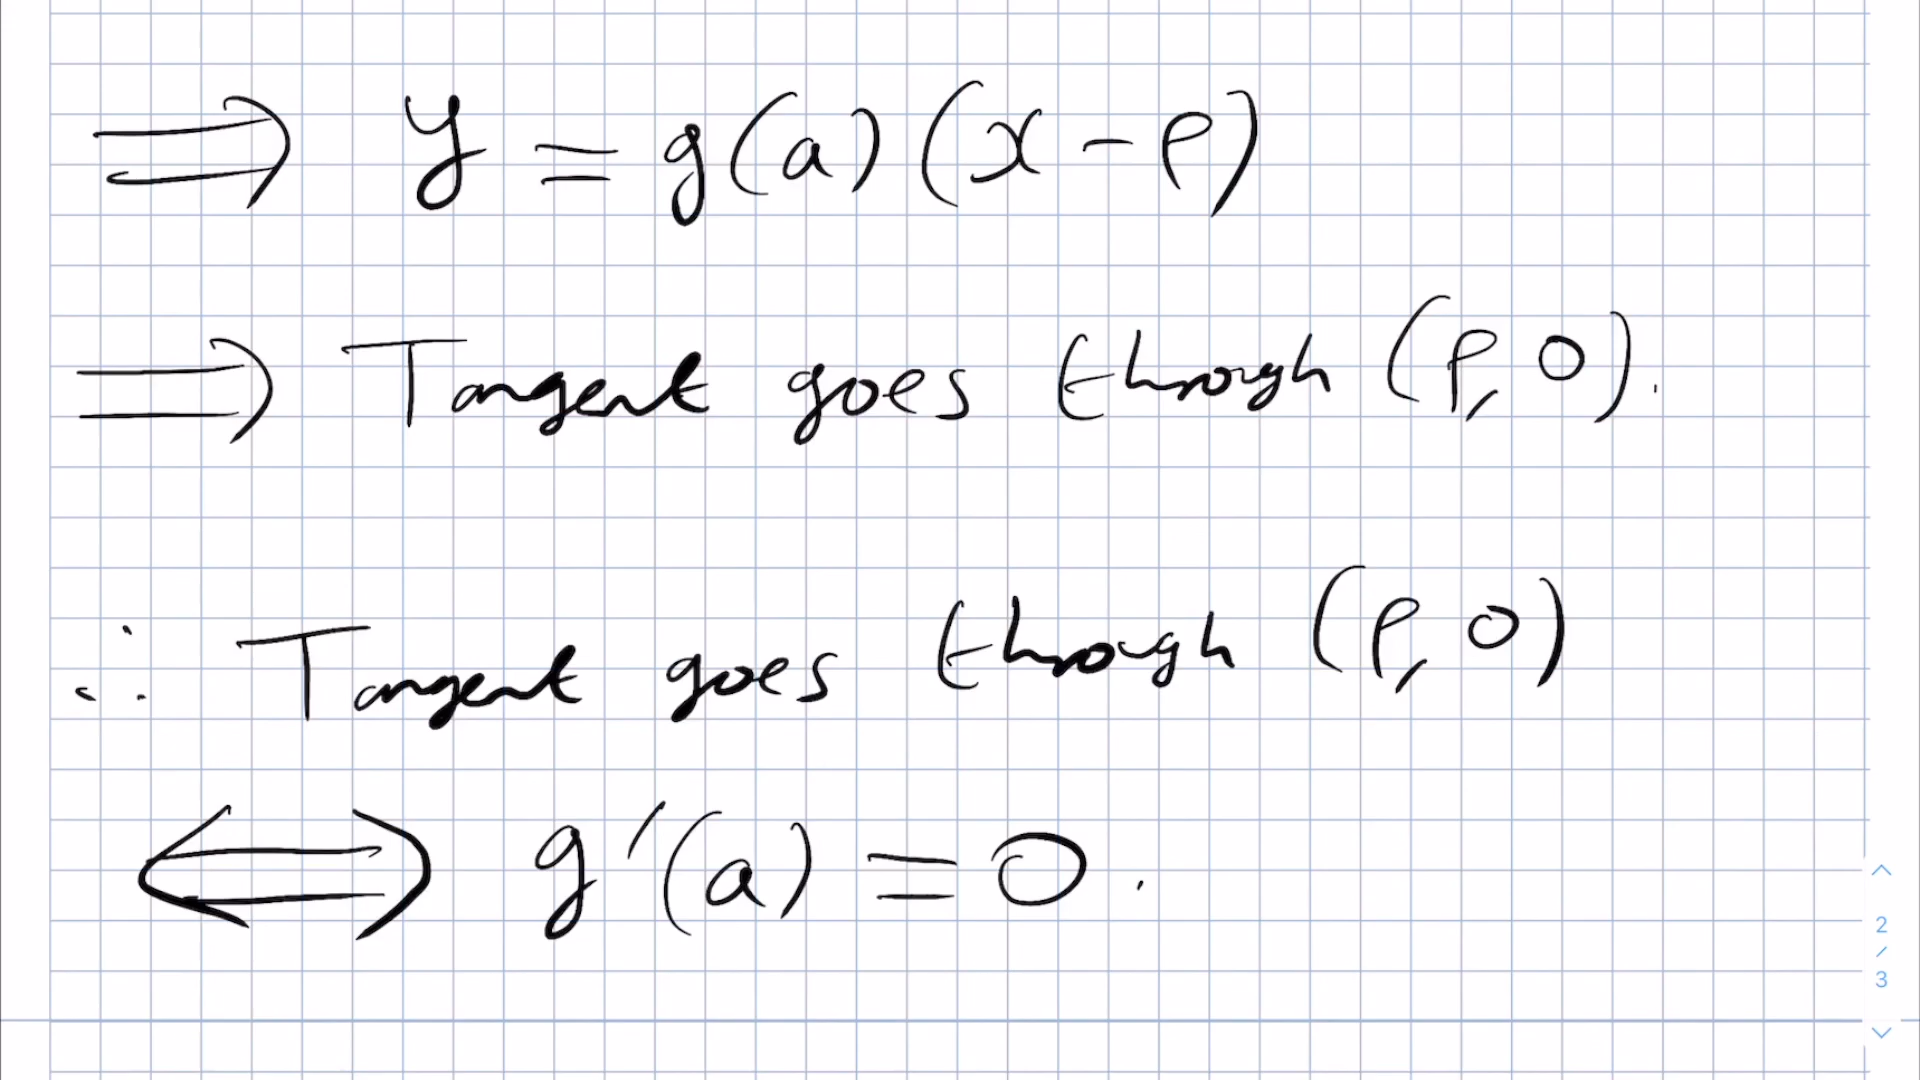 ⟹ y = g(a)(x-p)
⟹ Tangent goes through (p, 0).
∴ Tangent goes through (p, 0)
⟺ g'(a) = 0.
2
/
3